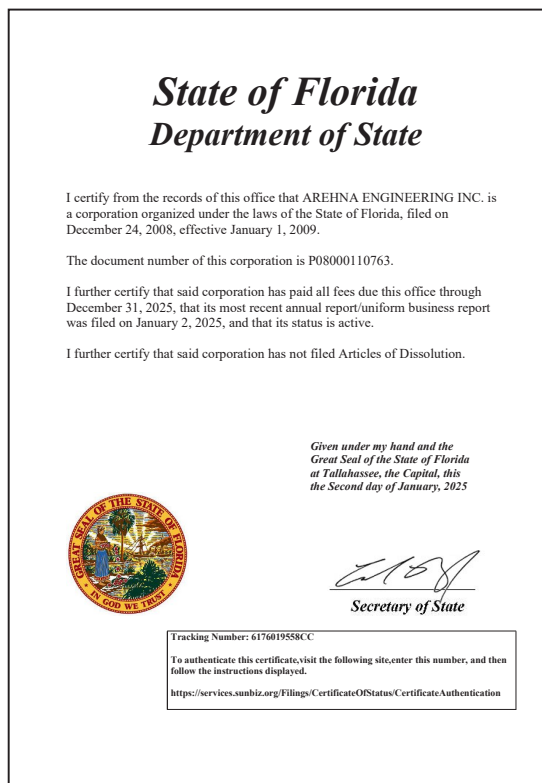 State of Florida
Department of State
I certify from the records of this office that AREHNA ENGINEERING INC. is
a corporation organized under the laws of the State of Florida, filed on
December 24, 2008, effective January 1, 2009.
The document number of this corporation is P08000110763.
I further certify that said corporation has paid all fees due this office through
December 31, 2025, that its most recent annual report/uniform business report
was filed on January 2, 2025, and that its status is active.
I further certify that said corporation has not filed Articles of Dissolution.
Given under my hand and the
Great Seal of the State of Florida
at Tallahassee, the Capital, this
the Second day of January, 2025
GREAT SEAL OF THE STATE OF FLORIDA
IN GOD WE TRUST
Secretary of State
Tracking Number: 6176019558CC
To authenticate this certificate,visit the following site,enter this number, and then
follow the instructions displayed.
https://services.sunbiz.org/Filings/CertificateOfStatus/CertificateAuthentication